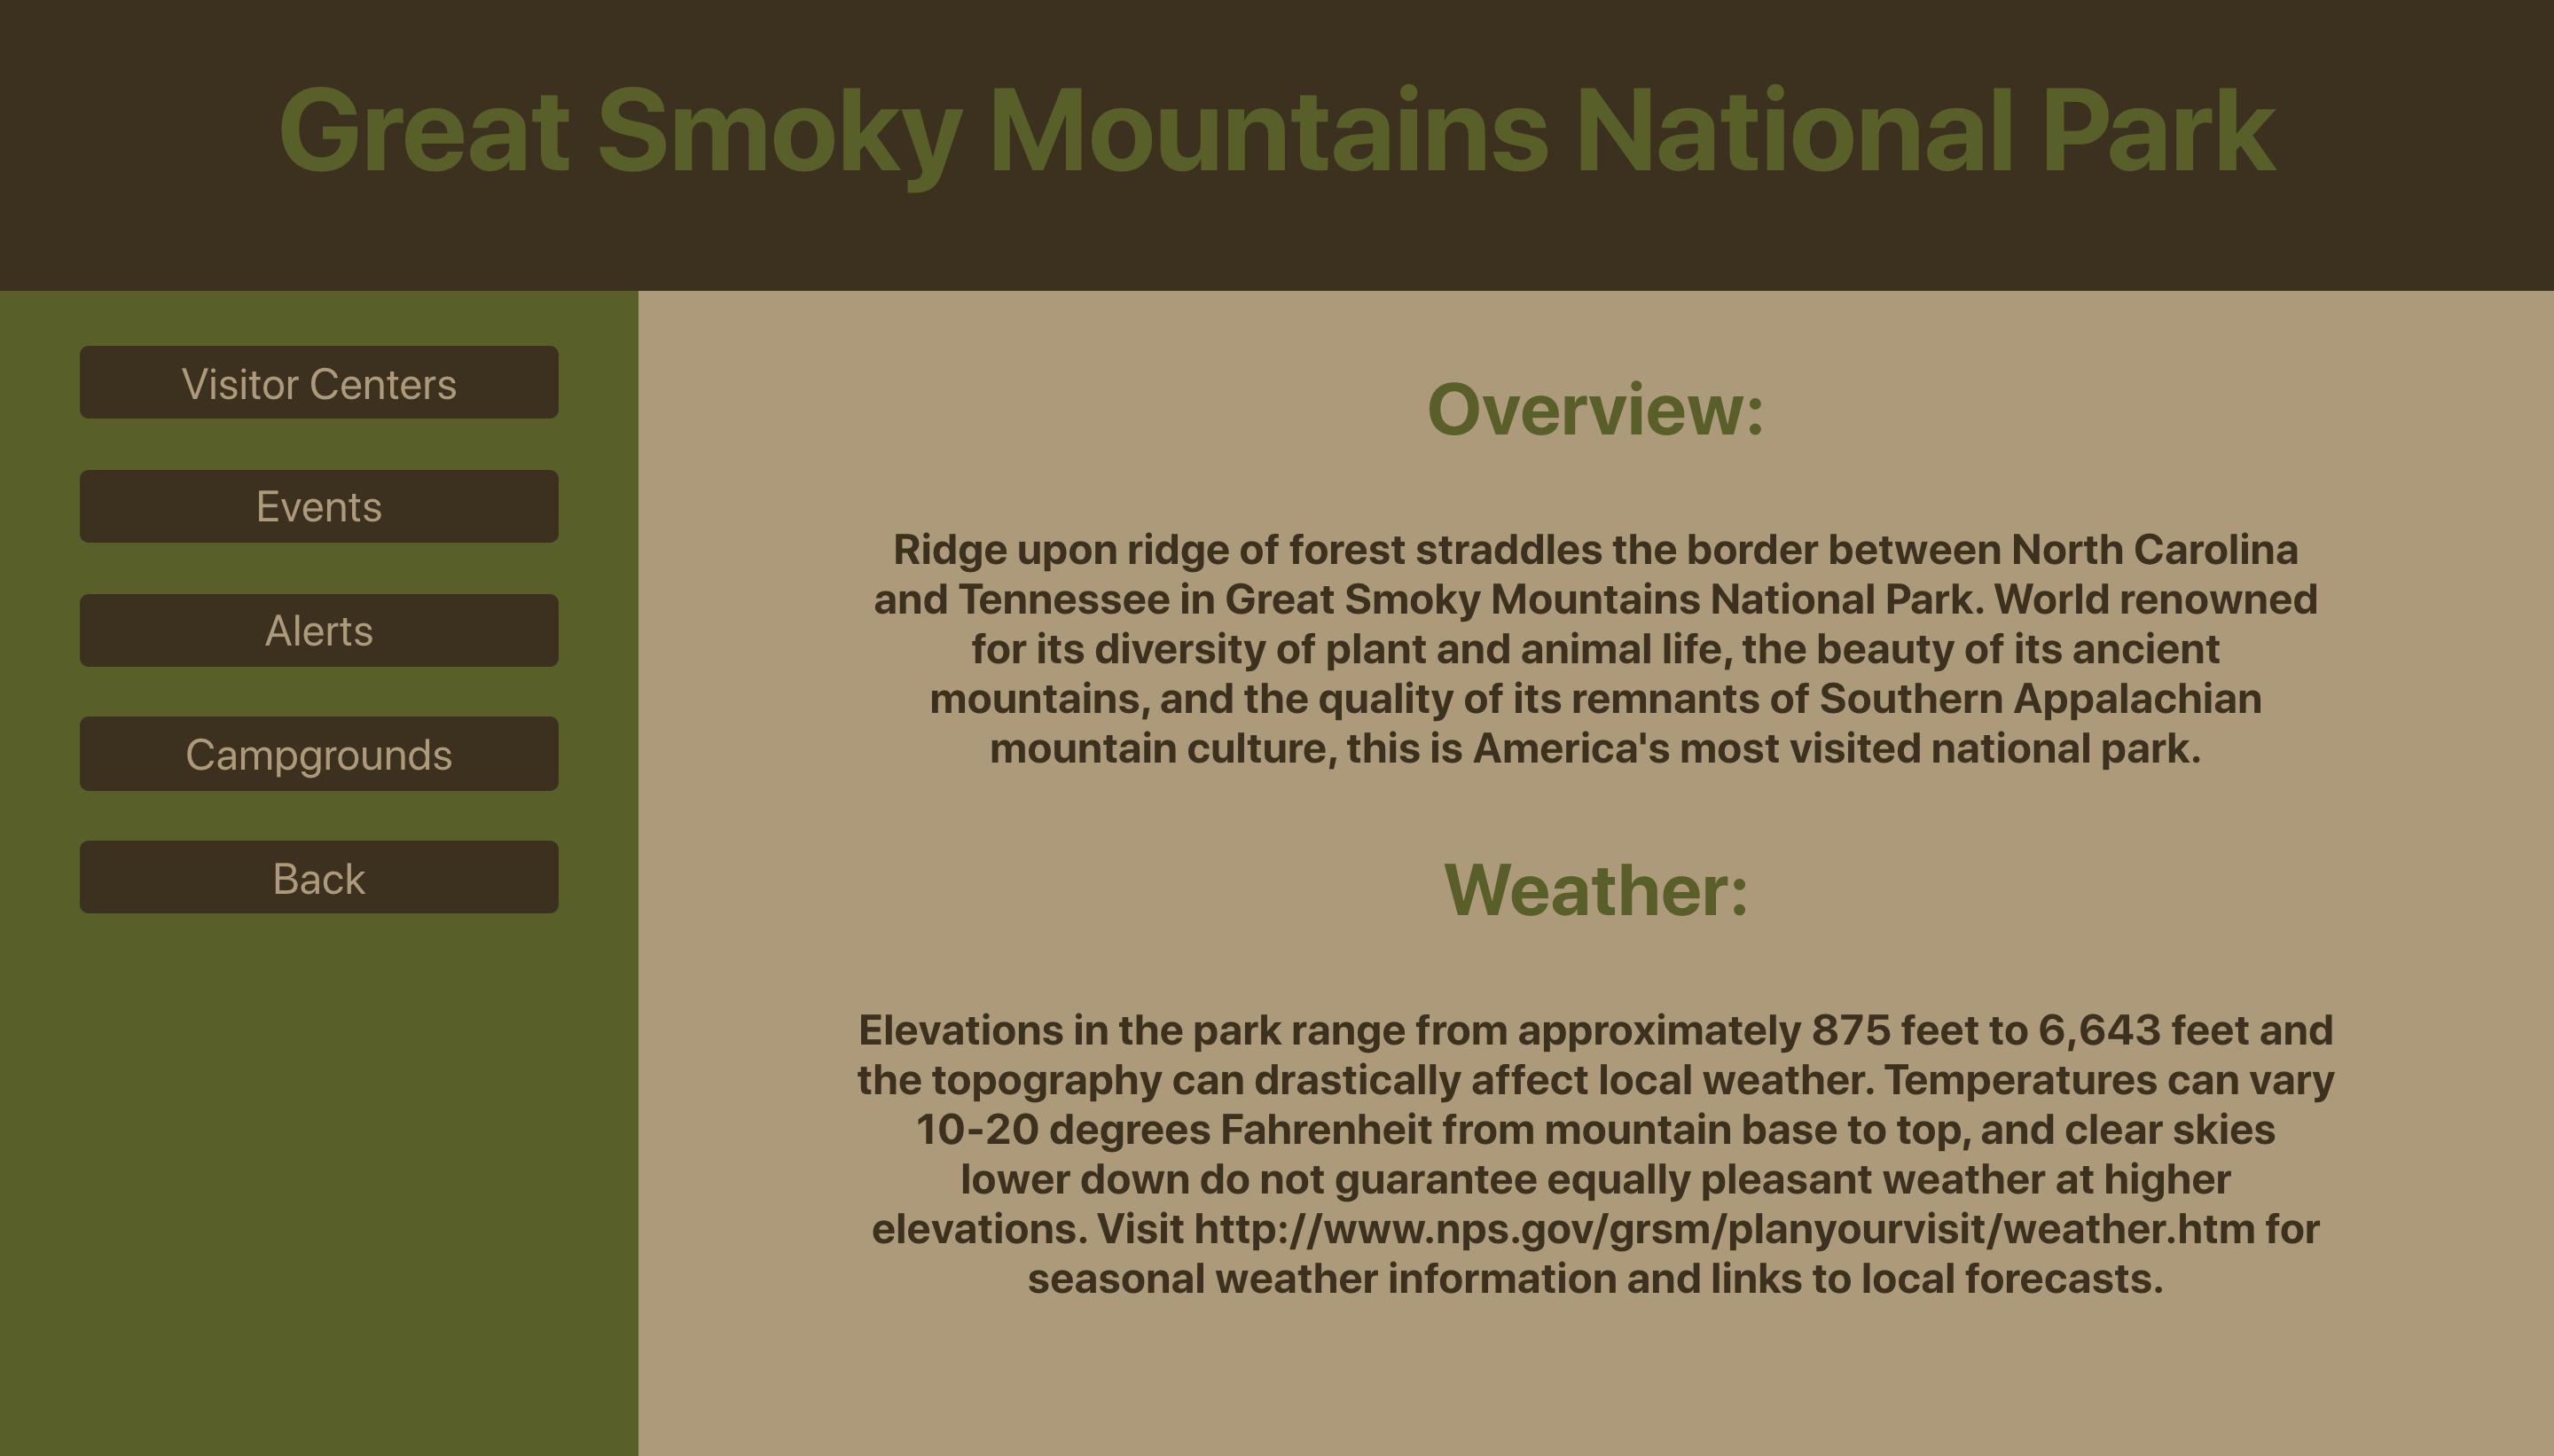 Great Smoky Mountains National Park
Visitor Centers
Events
Alerts
Campgrounds
Back
Overview:
Ridge upon ridge of forest straddles the border between North Carolina
and Tennessee in Great Smoky Mountains National Park. World renowned
for its diversity of plant and animal life, the beauty of its ancient
mountains, and the quality of its remnants of Southern Appalachian
mountain culture, this is America's most visited national park.
Weather:
Elevations in the park range from approximately 875 feet to 6,643 feet and
the topography can drastically affect local weather. Temperatures can vary
10-20 degrees Fahrenheit from mountain base to top, and clear skies
lower down do not guarantee equally pleasant weather at higher
elevations. Visit http://www.nps.gov/grsm/planyourvisit/weather.htm for
seasonal weather information and links to local forecasts.